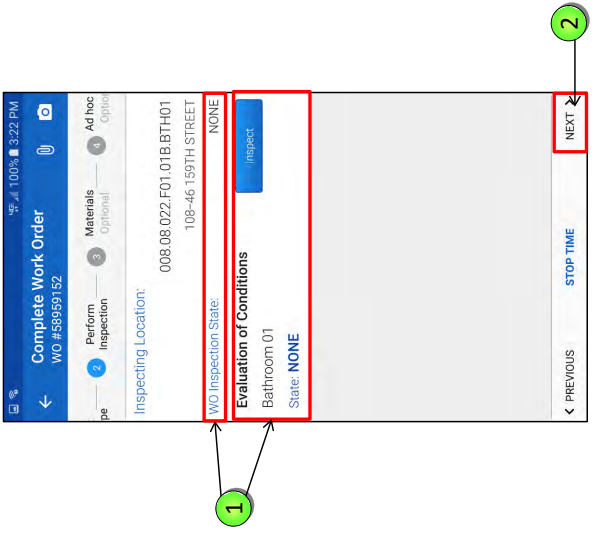 4G 100% 3:22 PM
Complete Work Order
WO #58959152
pe
2
Perform
Inspection
3
Materials
Optional
4
Ad hoc
Option
Inspecting Location:
008.08.022.F01.01B.BTH01
108-46 159TH STREET
WO Inspection State: NONE
Evaluation of Conditions
Bathroom 01
State: NONE
Inspect
PREVIOUS STOP TIME NEXT
1
2